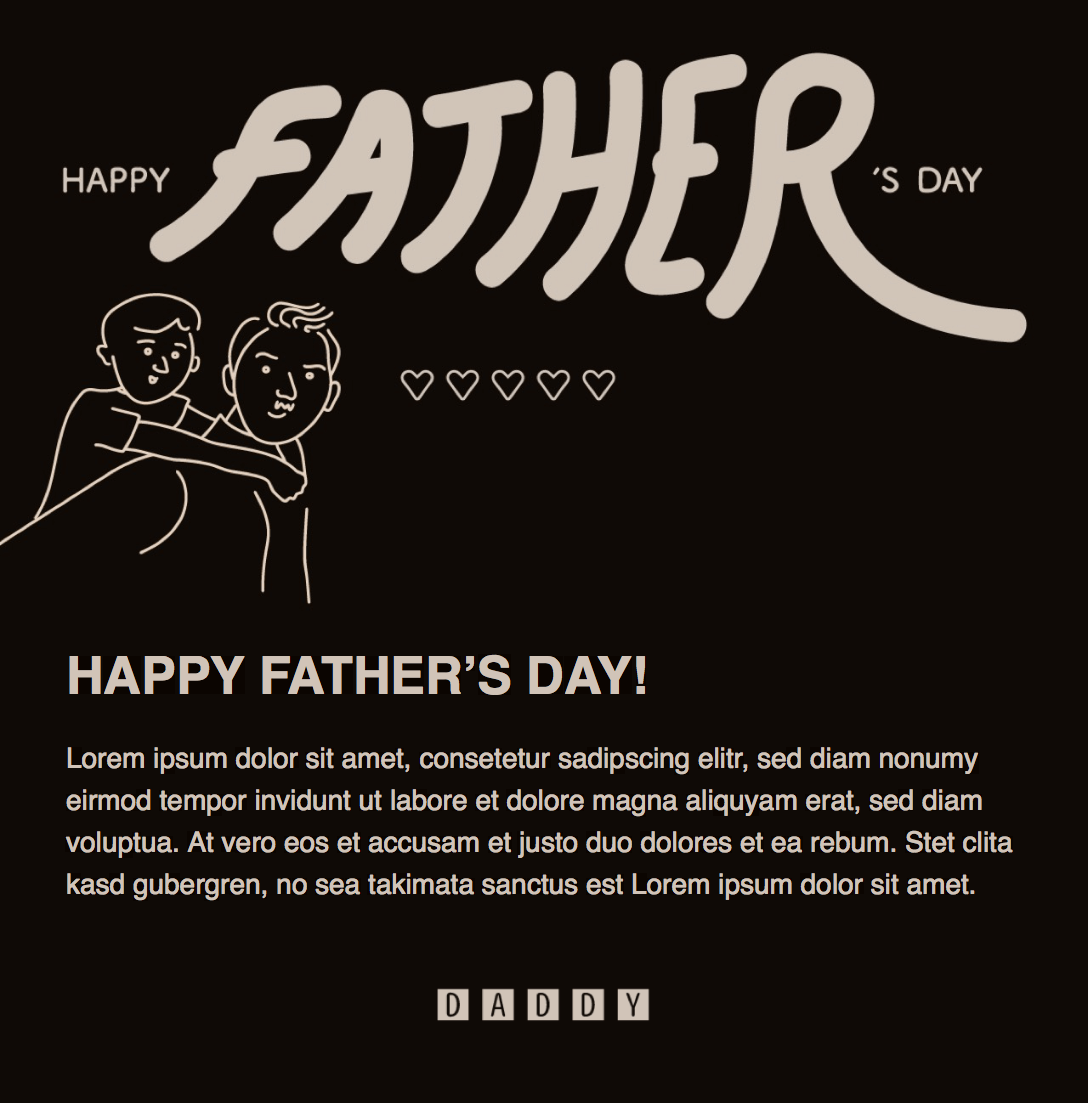 HAPPY FATHER ’S DAY
HAPPY FATHER’S DAY!
Lorem ipsum dolor sit amet, consetetur sadipscing elitr, sed diam nonumy
eirmod tempor invidunt ut labore et dolore magna aliquyam erat, sed diam
voluptua. At vero eos et accusam et justo duo dolores et ea rebum. Stet clita
kasd gubergren, no sea takimata sanctus est Lorem ipsum dolor sit amet.
DADDY